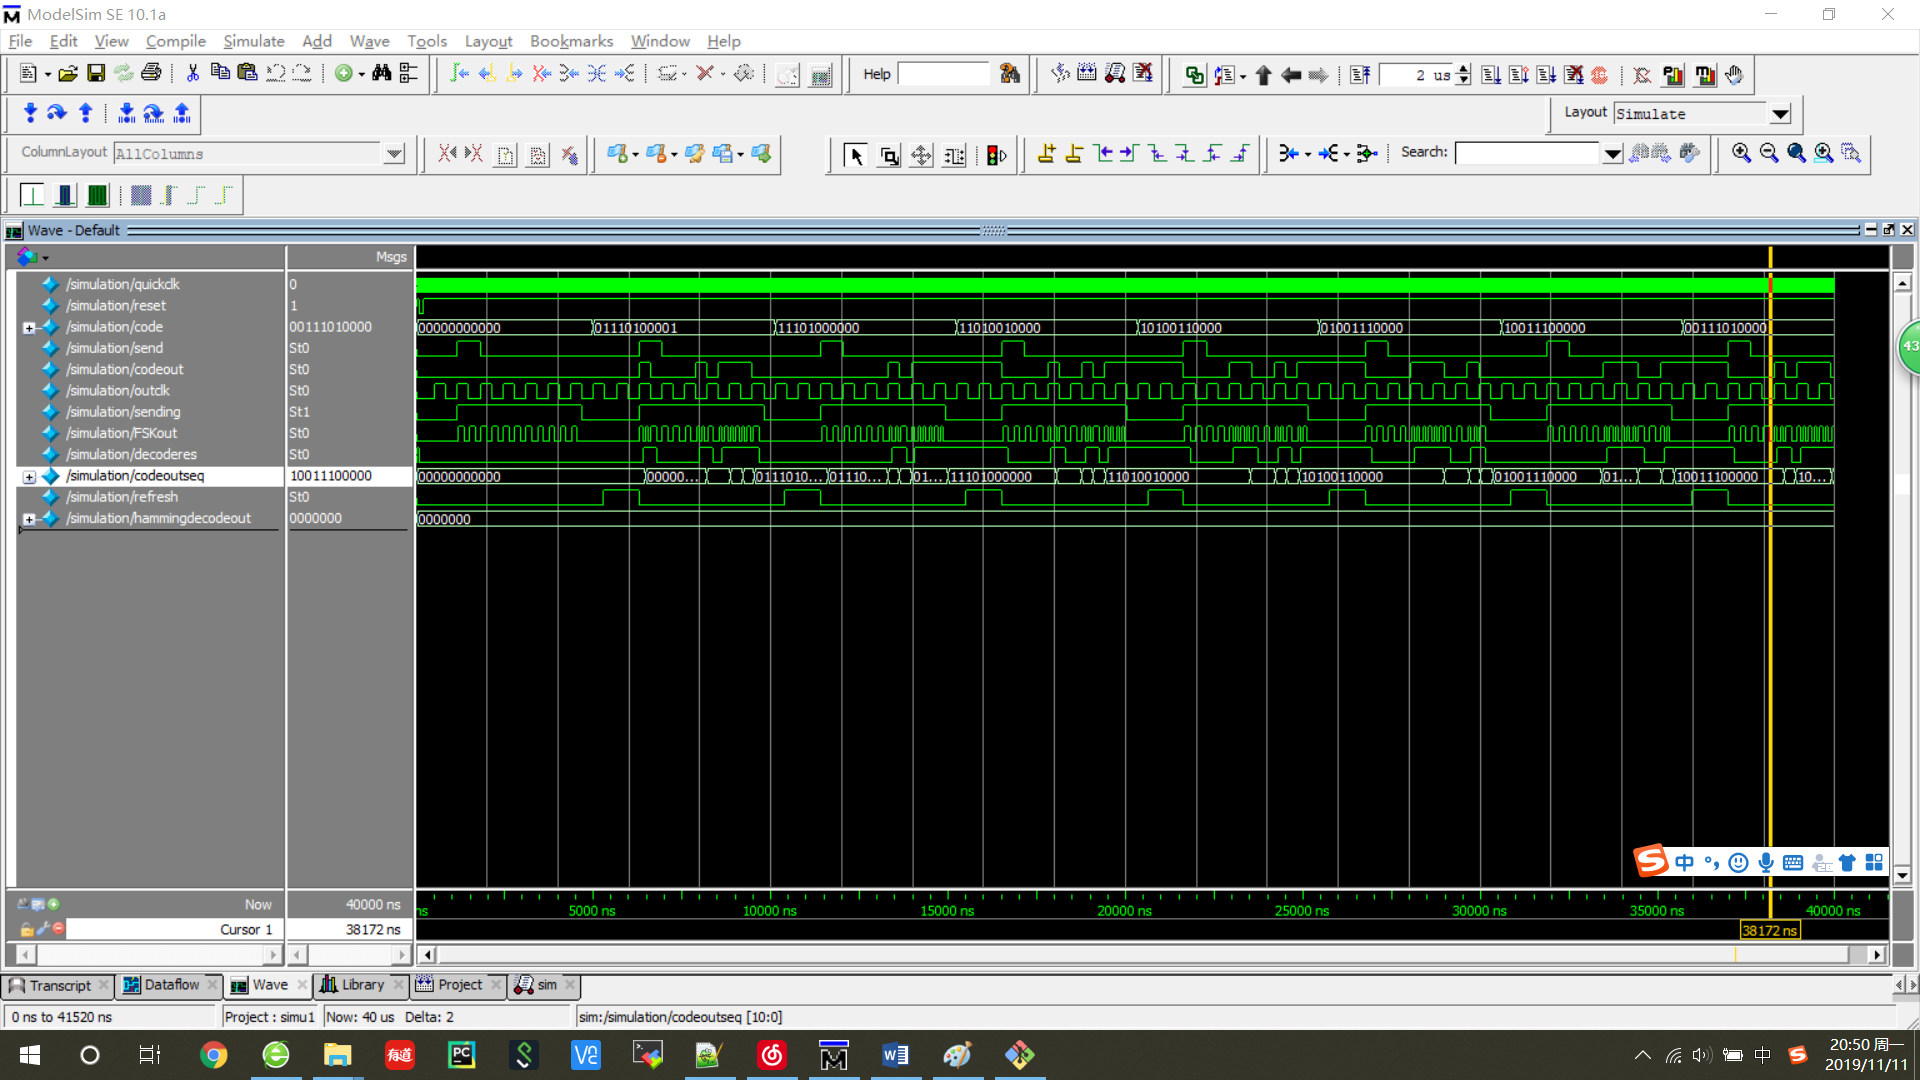 ModelSim SE 10.1a
File Edit View Compile Simulate Add Wave Tools Layout Bookmarks Window Help
Help
2 us
Layout Simulate
ColumnLayout AllColumns
Search:
Wave - Default
Msgs
/simulation/quickclk 0
/simulation/reset 1
/simulation/code 00111010000 00000000000 01110100001 11101000000 11010010000 10100110000 01001110000 10011100000 00111010000
/simulation/send St0
/simulation/codeout St0
/simulation/outclk St0
/simulation/sending St1
/simulation/FSKout St0
/simulation/decoderes St0
/simulation/codeoutseq 10011100000 00000000000 00000... 0111010... 01110... 01... 11101000000 11010010000 10100110000 01001110000 01... 10011100000 10...
/simulation/refresh St0
/simulation/hammingdecodeout 0000000 0000000
43
中
Now 40000 ns
ns 5000 ns 10000 ns 15000 ns 20000 ns 25000 ns 30000 ns 35000 ns 40000 ns
Cursor 1 38172 ns 38172 ns
Transcript Dataflow Wave Library Project sim
0 ns to 41520 ns Project : simu1 Now: 40 us Delta: 2 sim:/simulation/codeoutseq [10:0]
有道 PC
中
20:50 周一
2019/11/11